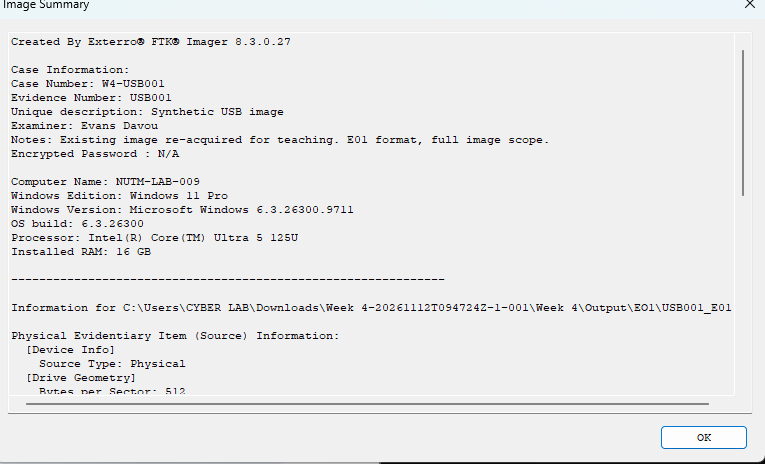 Image Summary
Created By Exterro® FTK® Imager 8.3.0.27
Case Information:
Case Number: W4-USB001
Evidence Number: USB001
Unique description: Synthetic USB image
Examiner: Evans Davou
Notes: Existing image re-acquired for teaching. E01 format, full image scope.
Encrypted Password : N/A
Computer Name: NUTM-LAB-009
Windows Edition: Windows 11 Pro
Windows Version: Microsoft Windows 6.3.26300.9711
OS build: 6.3.26300
Processor: Intel(R) Core(TM) Ultra 5 125U
Installed RAM: 16 GB
--------------------------------------------------------------
Information for C:\Users\CYBER LAB\Downloads\Week 4-20261112T094724Z-1-001\Week 4\Output\EO1\USB001_E01
Physical Evidentiary Item (Source) Information:
[Device Info]
Source Type: Physical
[Drive Geometry]
Bytes per Sector: 512
OK